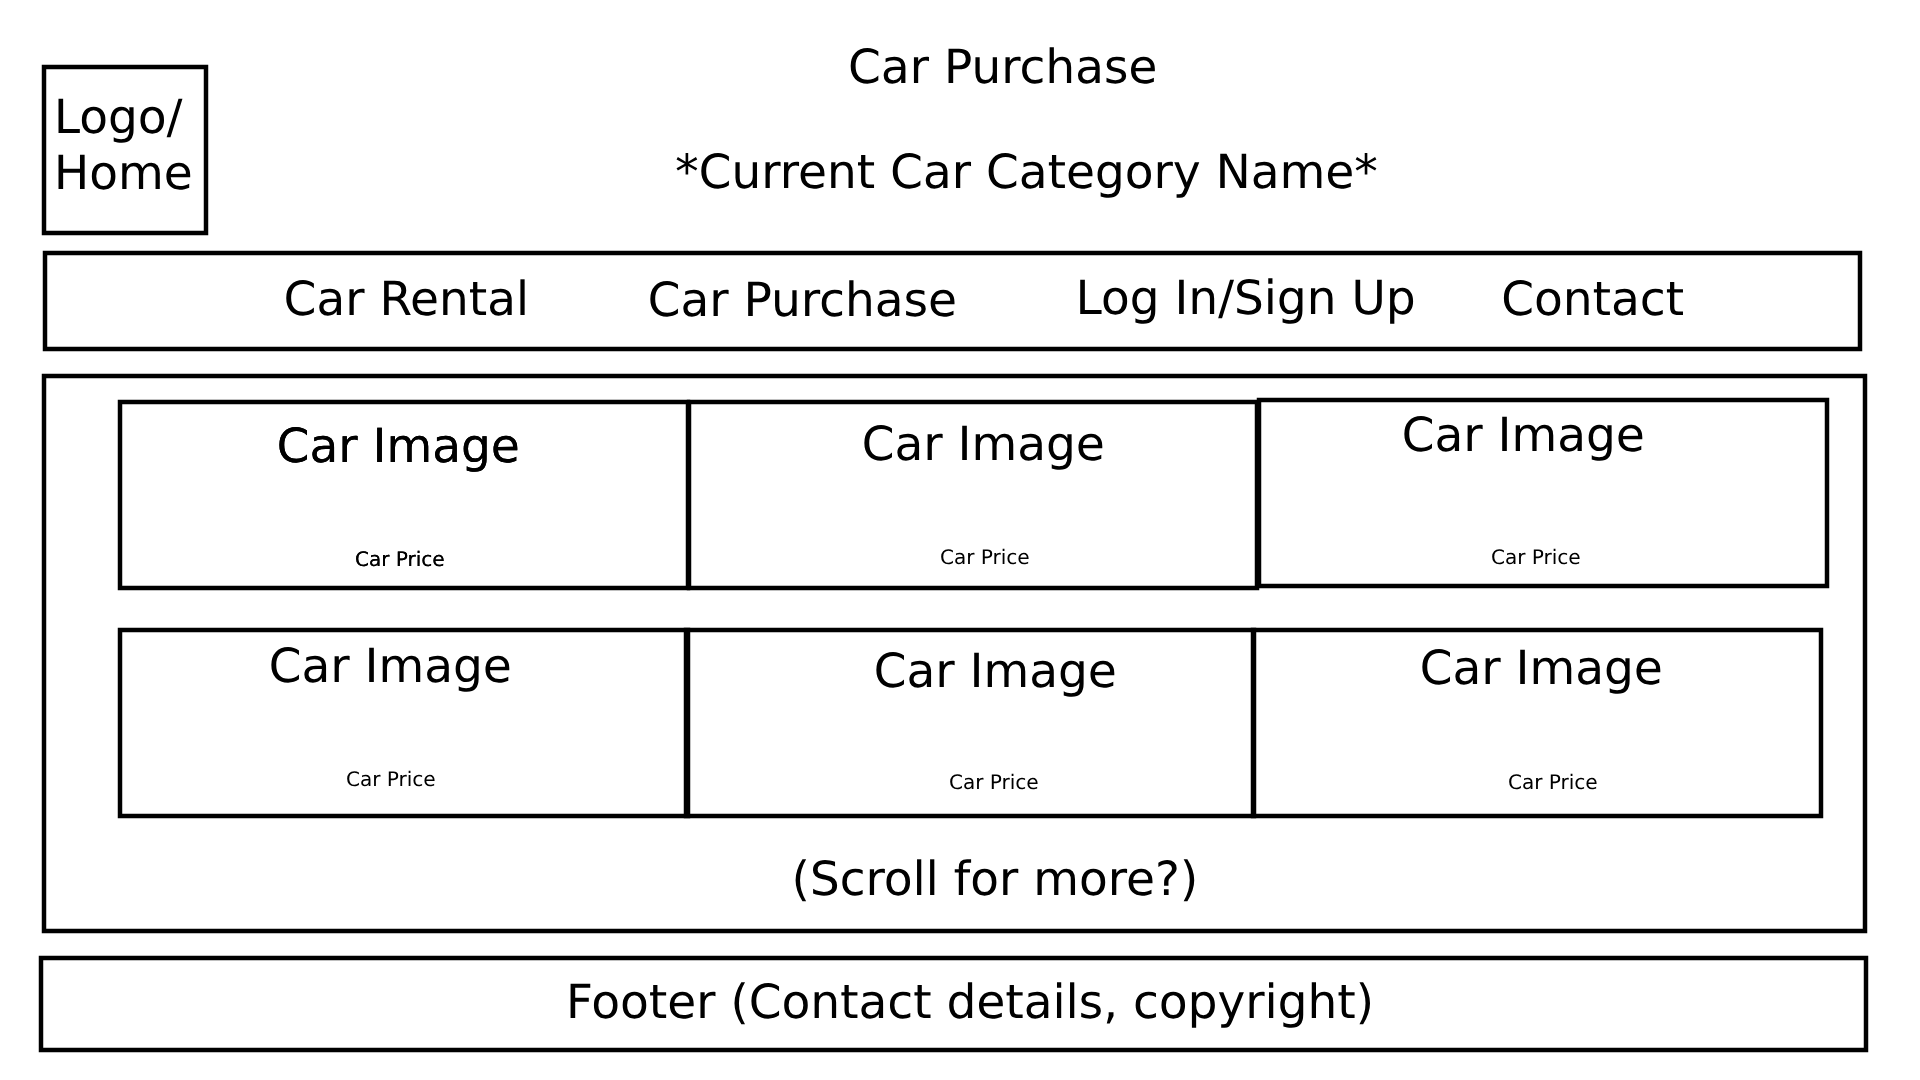 Car Purchase
Logo/
Home
*Current Car Category Name*
Car Rental Car Purchase Log In/Sign Up Contact
Car Image Car Image Car Image
Car Price Car Price Car Price
Car Image Car Image Car Image
Car Price Car Price Car Price
(Scroll for more?)
Footer (Contact details, copyright)